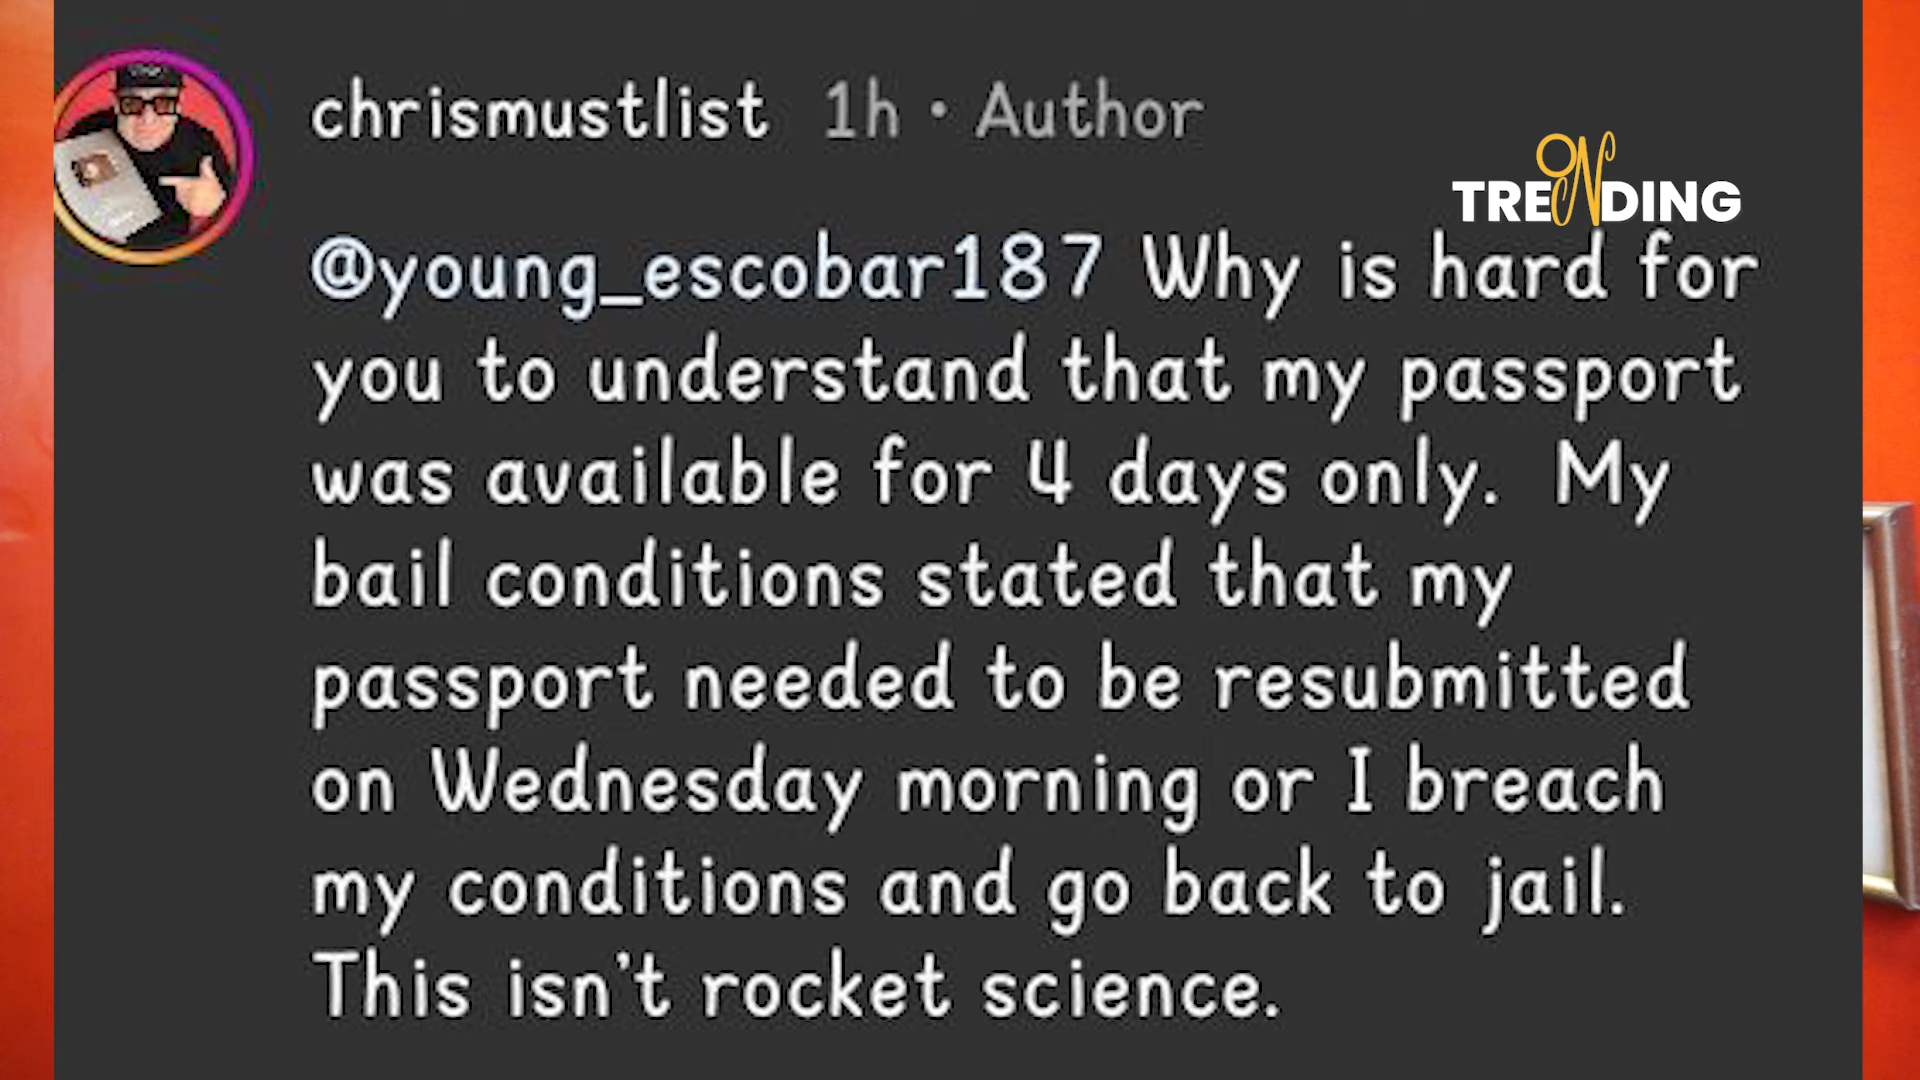 chrismustlist 1h • Author
ON
TRENDING
@young_escobar187 Why is hard for
you to understand that my passport
was available for 4 days only. My
bail conditions stated that my
passport needed to be resubmitted
on Wednesday morning or I breach
my conditions and go back to jail.
This isn't rocket science.